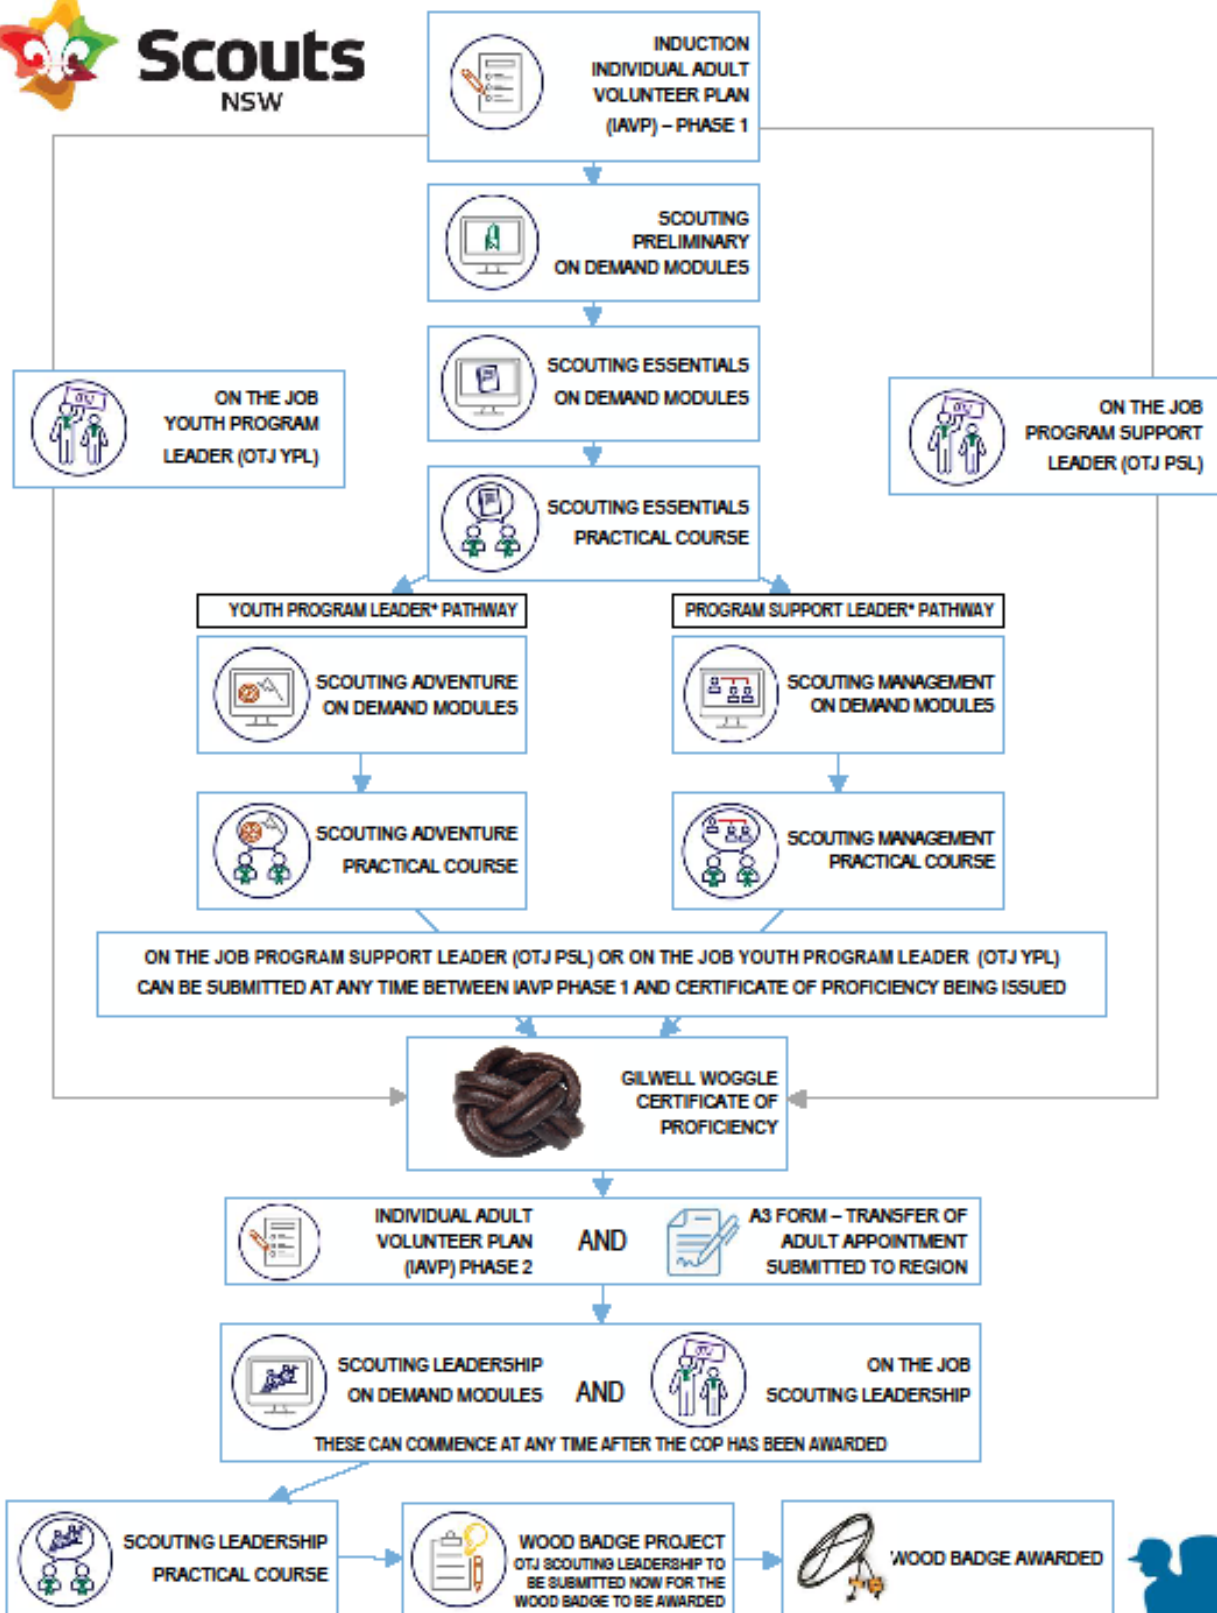 Scouts
NSW
INDUCTION
INDIVIDUAL ADULT
VOLUNTEER PLAN
(IAVP) – PHASE 1
SCOUTING
PRELIMINARY
ON DEMAND MODULES
SCOUTING ESSENTIALS
ON DEMAND MODULES
OTJ
ON THE JOB
YOUTH PROGRAM
LEADER (OTJ YPL)
OTJ
ON THE JOB
PROGRAM SUPPORT
LEADER (OTJ PSL)
SCOUTING ESSENTIALS
PRACTICAL COURSE
YOUTH PROGRAM LEADER* PATHWAY
PROGRAM SUPPORT LEADER* PATHWAY
SCOUTING ADVENTURE
ON DEMAND MODULES
SCOUTING MANAGEMENT
ON DEMAND MODULES
SCOUTING ADVENTURE
PRACTICAL COURSE
SCOUTING MANAGEMENT
PRACTICAL COURSE
ON THE JOB PROGRAM SUPPORT LEADER (OTJ PSL) OR ON THE JOB YOUTH PROGRAM LEADER (OTJ YPL)
CAN BE SUBMITTED AT ANY TIME BETWEEN IAVP PHASE 1 AND CERTIFICATE OF PROFICIENCY BEING ISSUED
GILWELL WOGGLE
CERTIFICATE OF
PROFICIENCY
INDIVIDUAL ADULT
VOLUNTEER PLAN
(IAVP) PHASE 2
AND
A3 FORM – TRANSFER OF
ADULT APPOINTMENT
SUBMITTED TO REGION
SCOUTING LEADERSHIP
ON DEMAND MODULES
AND
OTJ
ON THE JOB
SCOUTING LEADERSHIP
THESE CAN COMMENCE AT ANY TIME AFTER THE COP HAS BEEN AWARDED
SCOUTING LEADERSHIP
PRACTICAL COURSE
WOOD BADGE PROJECT
OTJ SCOUTING LEADERSHIP TO
BE SUBMITTED NOW FOR THE
WOOD BADGE TO BE AWARDED
WOOD BADGE AWARDED